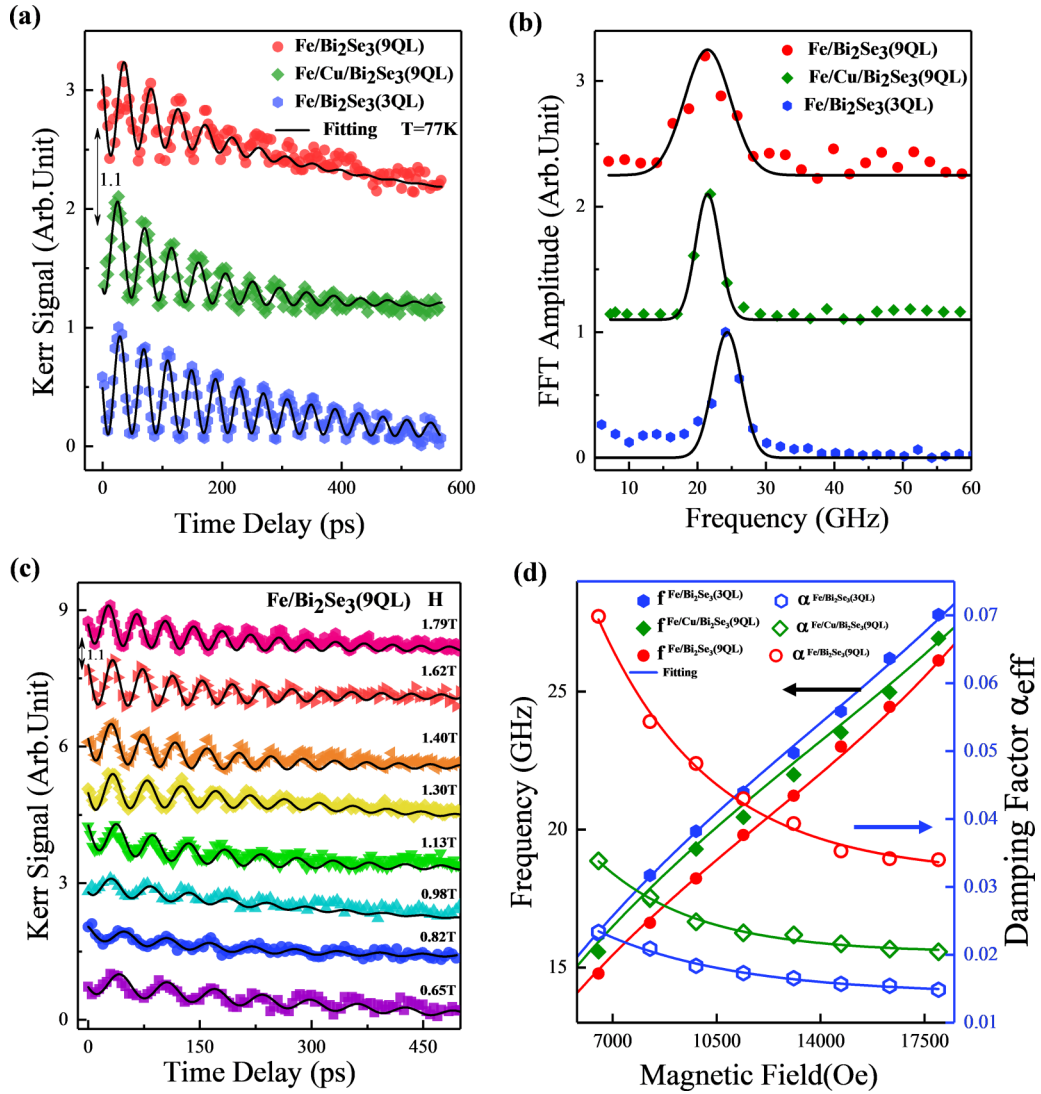 (a)
Fe/Bi₂Se₃(9QL)
Fe/Cu/Bi₂Se₃(9QL)
Fe/Bi₂Se₃(3QL)
Fitting T=77K
1.1
3
2
1
0
Kerr Signal (Arb.Unit)
0 200 400 600
Time Delay (ps)
(b)
Fe/Bi₂Se₃(9QL)
Fe/Cu/Bi₂Se₃(9QL)
Fe/Bi₂Se₃(3QL)
3
2
1
0
FFT Amplitude (Arb.Unit)
10 20 30 40 50 60
Frequency (GHz)
(c)
Fe/Bi₂Se₃(9QL) H
1.79T
1.1
1.62T
1.40T
1.30T
1.13T
0.98T
0.82T
0.65T
9
6
3
0
Kerr Signal (Arb.Unit)
0 150 300 450
Time Delay (ps)
(d)
f Fe/Bi₂Se₃(3QL) α Fe/Bi₂Se₃(3QL)
f Fe/Cu/Bi₂Se₃(9QL) α Fe/Cu/Bi₂Se₃(9QL)
f Fe/Bi₂Se₃(9QL) α Fe/Bi₂Se₃(9QL)
Fitting
25
20
15
Frequency (GHz)
0.07
0.06
0.05
0.04
0.03
0.02
0.01
Damping Factor αeff
7000 10500 14000 17500
Magnetic Field(Oe)